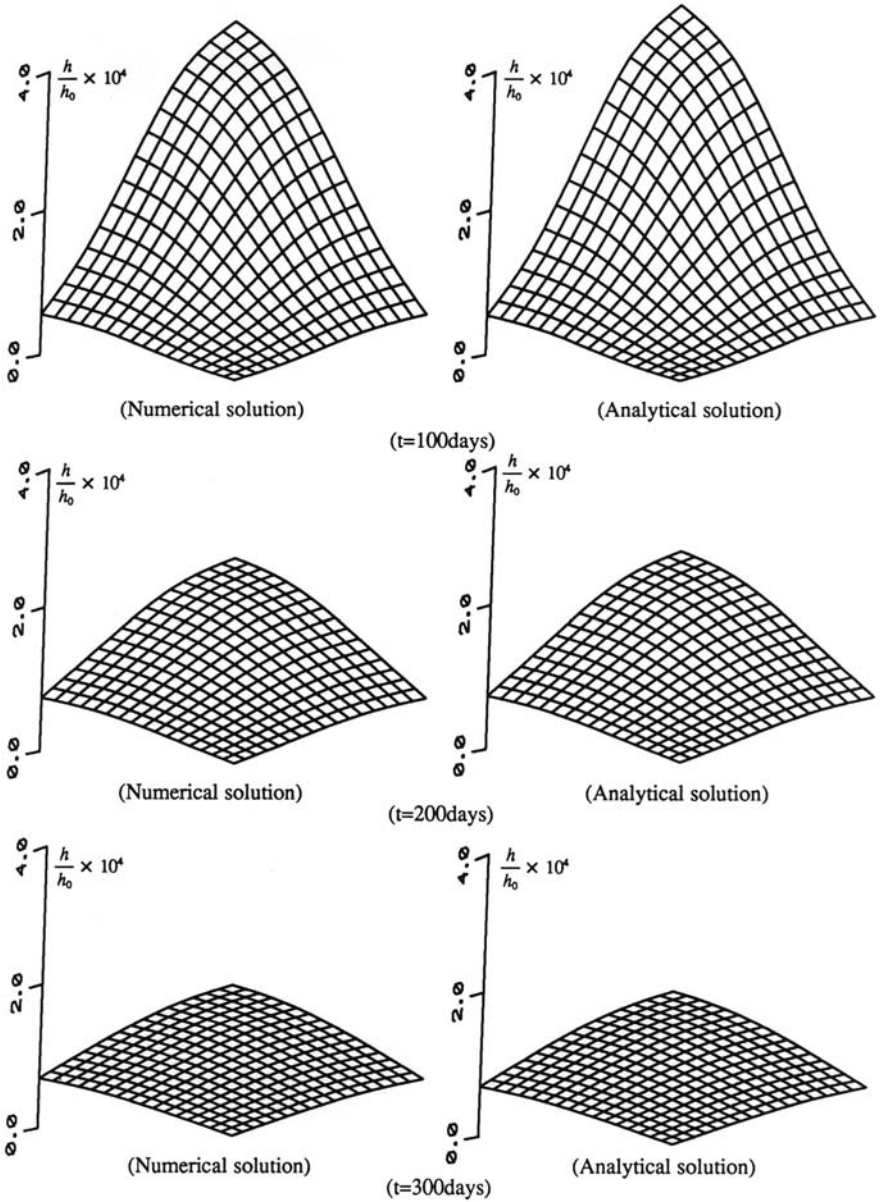 4.0
h/h₀ × 10⁴
2.0
0.0
(Numerical solution)
4.0
h/h₀ × 10⁴
2.0
0.0
(Analytical solution)
(t=100days)
4.0
h/h₀ × 10⁴
2.0
0.0
(Numerical solution)
4.0
h/h₀ × 10⁴
2.0
0.0
(Analytical solution)
(t=200days)
4.0
h/h₀ × 10⁴
2.0
0.0
(Numerical solution)
4.0
h/h₀ × 10⁴
2.0
0.0
(Analytical solution)
(t=300days)